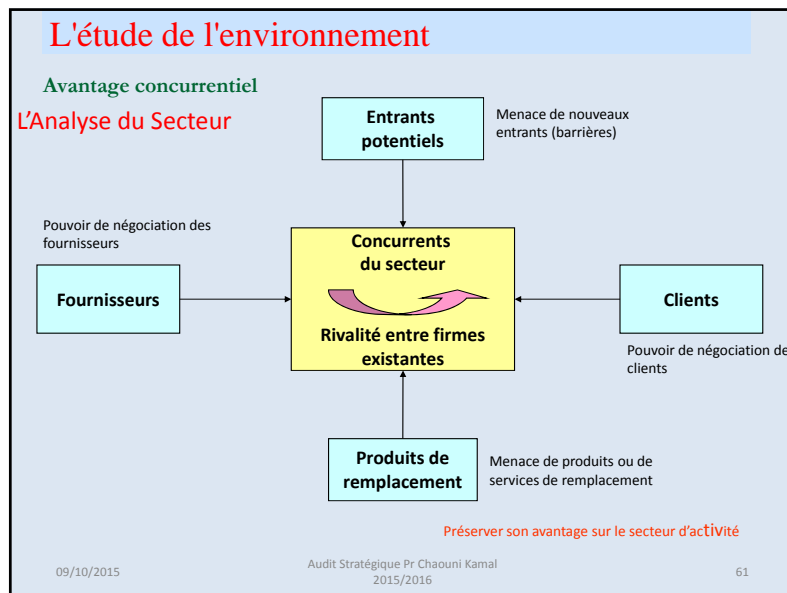 L'étude de l'environnement
Avantage concurrentiel
L'Analyse du Secteur
Entrants
potentiels
Menace de nouveaux
entrants (barrières)
Pouvoir de négociation des
fournisseurs
Fournisseurs
Concurrents
du secteur
Rivalité entre firmes
existantes
Clients
Pouvoir de négociation de
clients
Produits de
remplacement
Menace de produits ou de
services de remplacement
Préserver son avantage sur le secteur d'activité
09/10/2015
Audit Stratégique Pr Chaouni Kamal
2015/2016
61